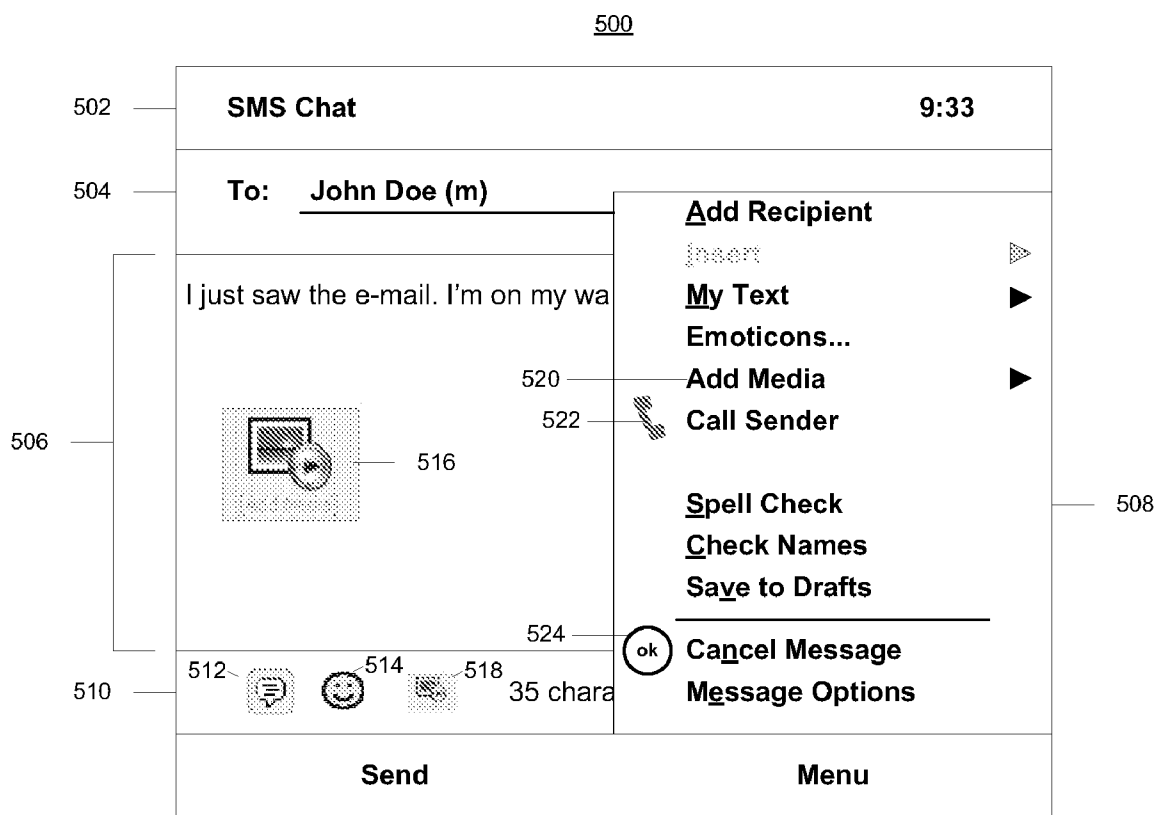 500
502
SMS Chat 9:33
504
To: John Doe (m)
Add Recipient
Insert
I just saw the e-mail. I'm on my wa
My Text
Emoticons...
520
Add Media
522
Call Sender
506
516
508
Spell Check
Check Names
Save to Drafts
524
ok
Cancel Message
512
514
518
510
35 chara
Message Options
Send Menu